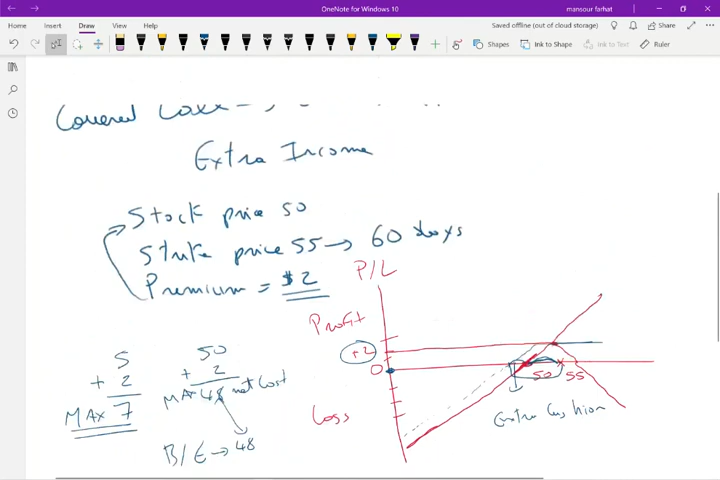 OneNote for Windows 10
mansour farhat
Home
Insert
Draw
View
Help
Saved offline (out of cloud storage)
Share
Shapes
Ink to Shape
Ink to Text
Ruler
Covered Call
Extra Income
Stock price 50
Strike price 55 → 60 days
Premium = $2
P/L
Profit
+2
0
50 55
Loss
Extra Cushion
5
+ 2
MAX 7
50
+ 2
MAX 48 net Cost
B/E → 48